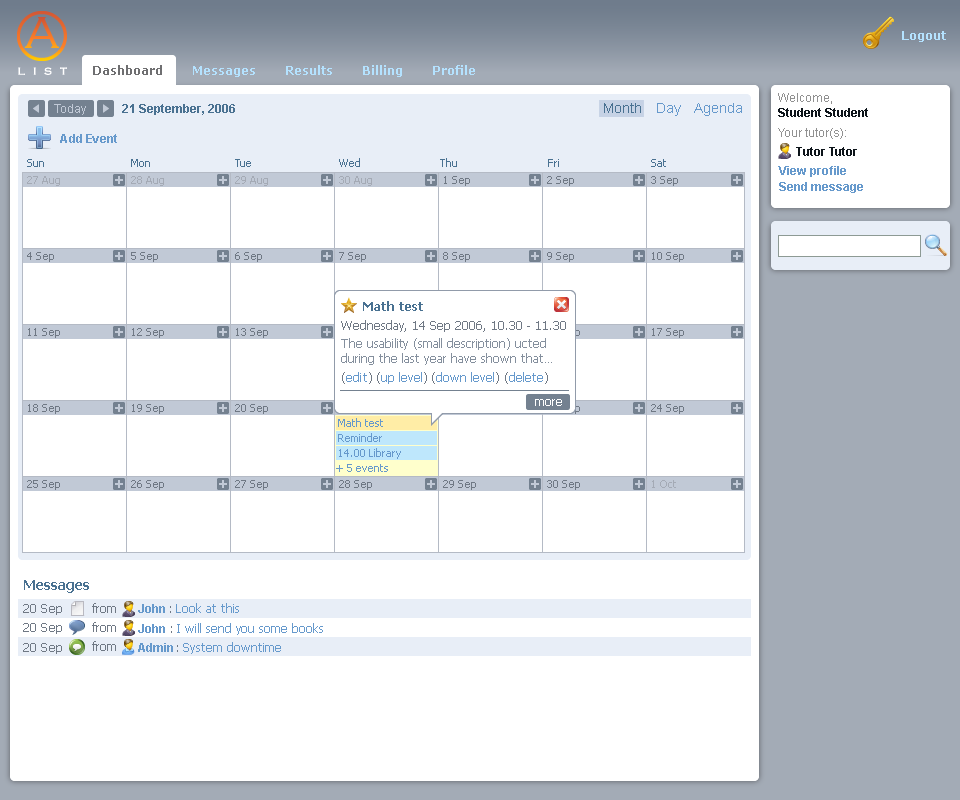 A
LIST
Dashboard Messages Results Billing Profile
Logout
Today 21 September, 2006 Month Day Agenda
Add Event
Sun Mon Tue Wed Thu Fri Sat
27 Aug 28 Aug 29 Aug 30 Aug 1 Sep 2 Sep 3 Sep
4 Sep 5 Sep 6 Sep 7 Sep 8 Sep 9 Sep 10 Sep
11 Sep 12 Sep 13 Sep 17 Sep
Math test
Wednesday, 14 Sep 2006, 10.30 - 11.30
The usability (small description) ucted
during the last year have shown that...
(edit) (up level) (down level) (delete)
more
18 Sep 19 Sep 20 Sep 24 Sep
Math test
Reminder
14.00 Library
+ 5 events
25 Sep 26 Sep 27 Sep 28 Sep 29 Sep 30 Sep 1 Oct
Messages
20 Sep from John : Look at this
20 Sep from John : I will send you some books
20 Sep from Admin : System downtime
Welcome,
Student Student
Your tutor(s):
Tutor Tutor
View profile
Send message